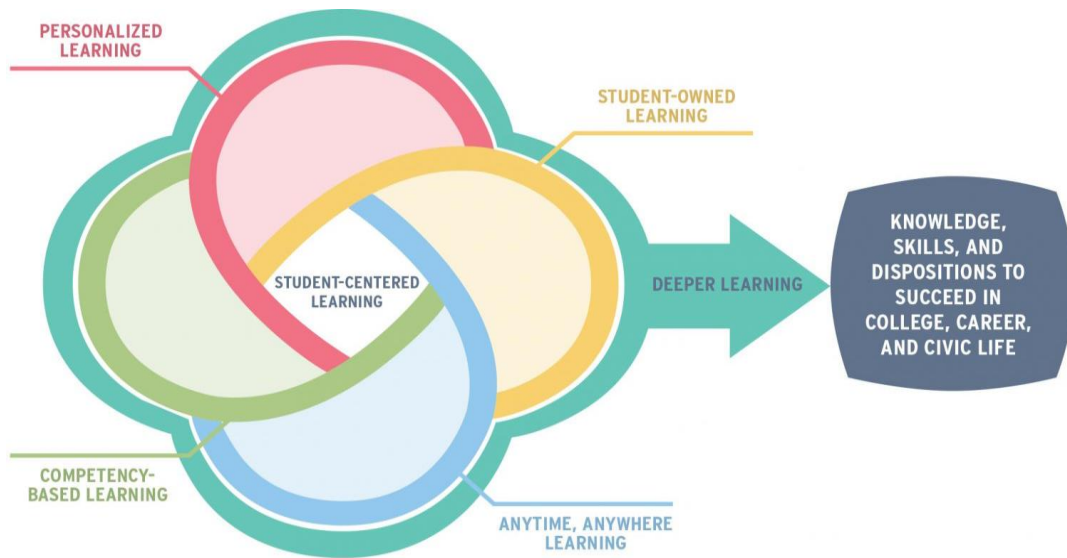 PERSONALIZED
LEARNING
STUDENT-OWNED
LEARNING
STUDENT-CENTERED
LEARNING
DEEPER LEARNING
KNOWLEDGE,
SKILLS, AND
DISPOSITIONS TO
SUCCEED IN
COLLEGE, CAREER,
AND CIVIC LIFE
COMPETENCY-
BASED LEARNING
ANYTIME, ANYWHERE
LEARNING